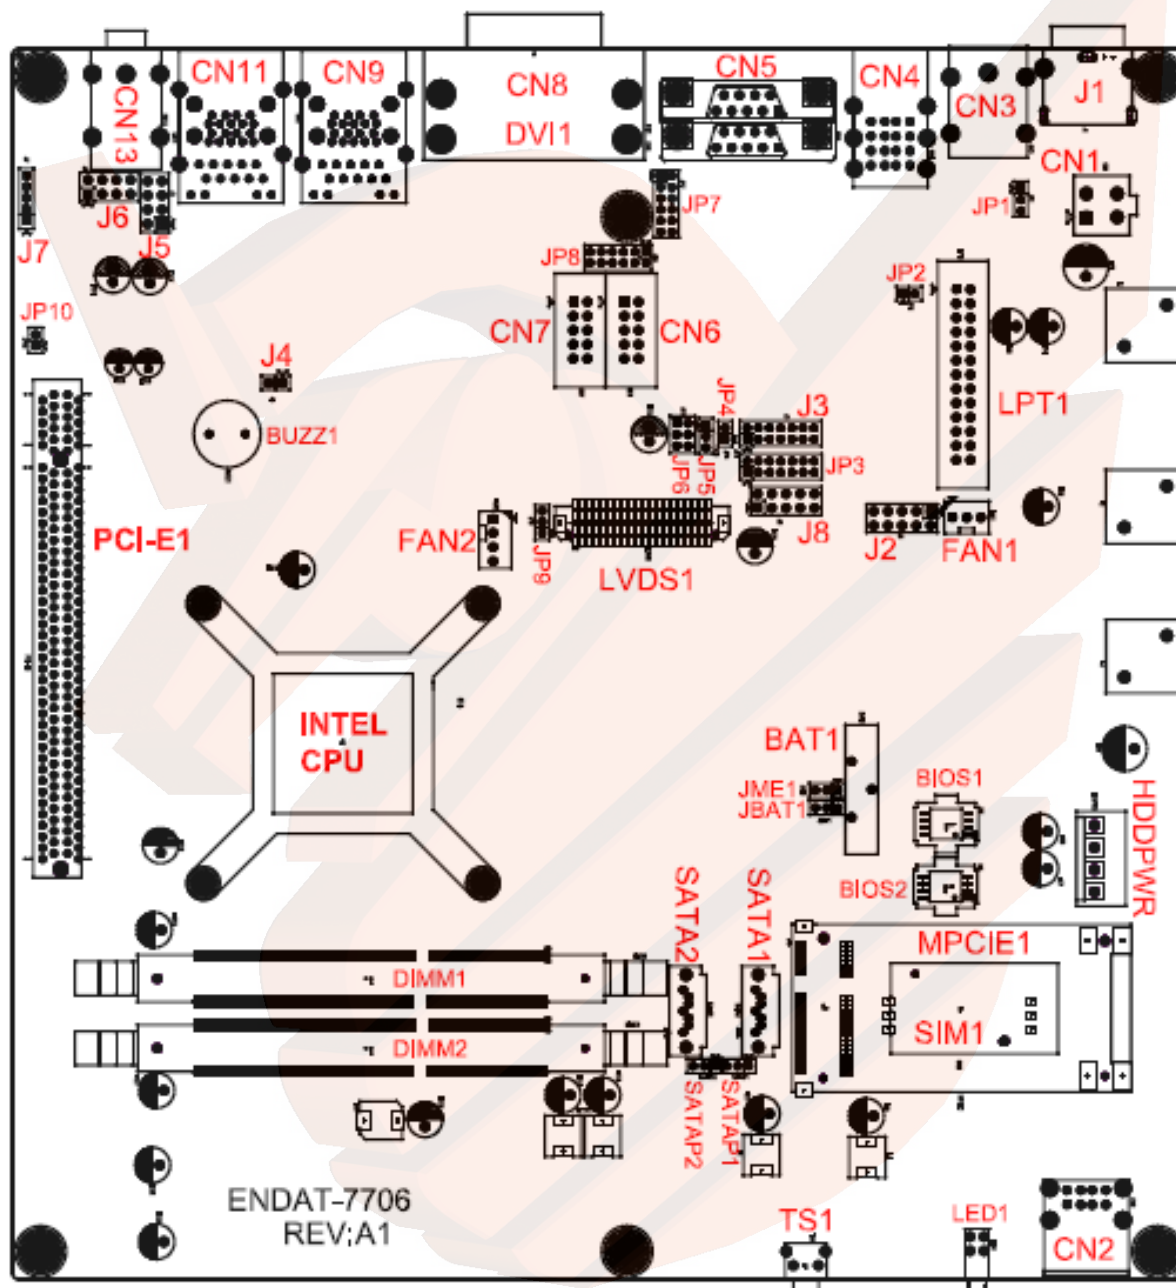 CN11
CN9
CN8
DVI1
CN5
CN4
CN3
J1
CN13
CN1
J6
J5
J7
JP7
JP1
JP8
JP2
JP10
CN7
CN6
J4
LPT1
BUZZ1
JP4
J3
JP6
JP5
JP3
PCI-E1
FAN2
JP9
J8
J2
FAN1
LVDS1
INTEL
CPU
BAT1
BIOS1
JME1
JBAT1
HDDPWR
BIOS2
SATA2
SATA1
MPCIE1
DIMM1
SIM1
DIMM2
SATAP2
SATAP1
ENDAT-7706
REV;A1
TS1
LED1
CN2